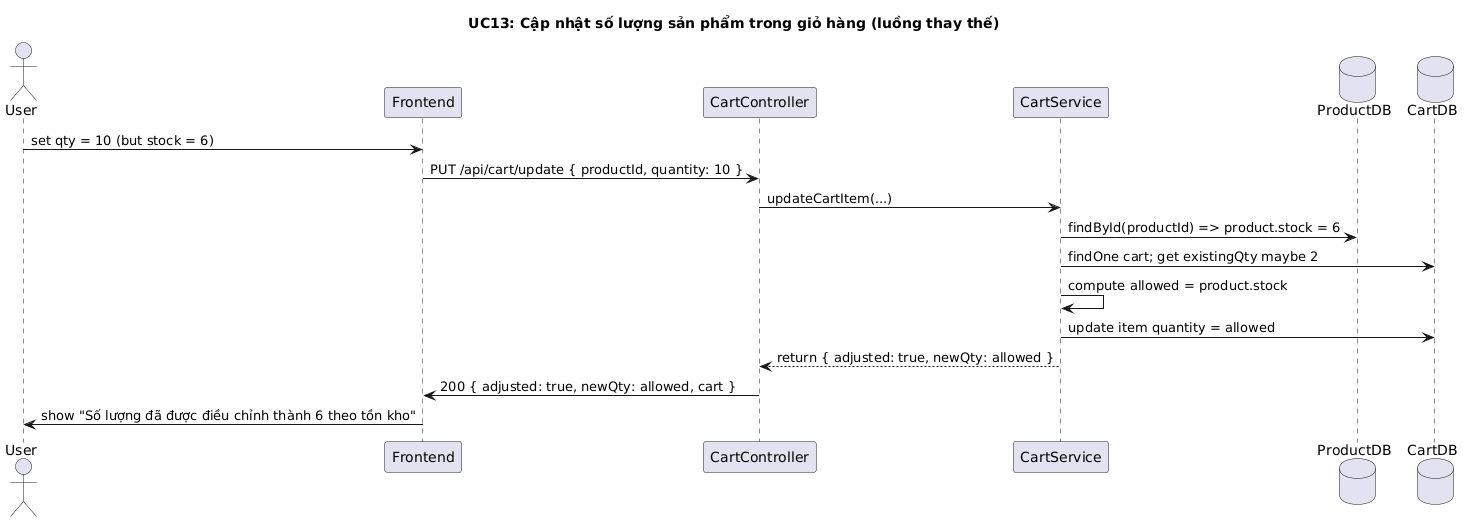 UC13: Cập nhật số lượng sản phẩm trong giỏ hàng (luồng thay thế)
User
Frontend
CartController
CartService
ProductDB
CartDB
set qty = 10 (but stock = 6)
PUT /api/cart/update { productId, quantity: 10 }
updateCartItem(...)
findById(productId) => product.stock = 6
findOne cart; get existingQty maybe 2
compute allowed = product.stock
update item quantity = allowed
return { adjusted: true, newQty: allowed }
200 { adjusted: true, newQty: allowed, cart }
show "Số lượng đã được điều chỉnh thành 6 theo tồn kho"
User
Frontend
CartController
CartService
ProductDB
CartDB